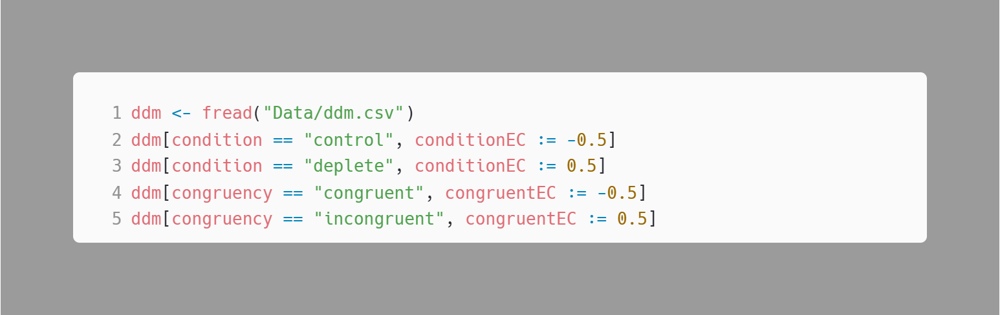 1 ddm <- fread("Data/ddm.csv")
2 ddm[condition == "control", conditionEC := -0.5]
3 ddm[condition == "deplete", conditionEC := 0.5]
4 ddm[congruency == "congruent", congruentEC := -0.5]
5 ddm[congruency == "incongruent", congruentEC := 0.5]